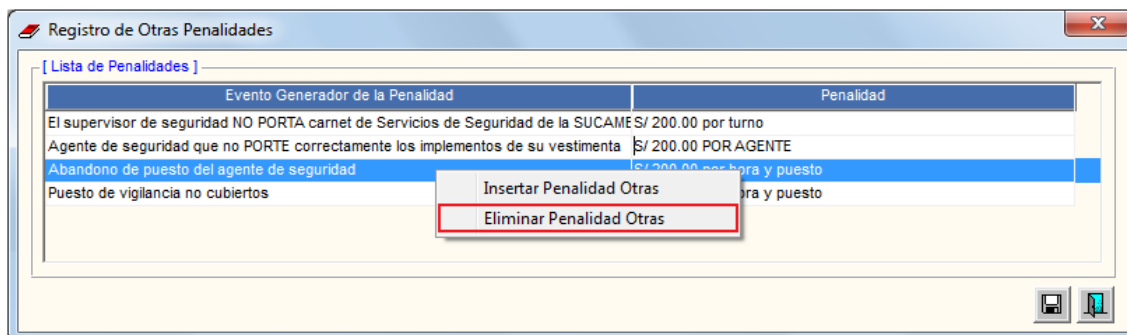 Registro de Otras Penalidades
[ Lista de Penalidades ]
Evento Generador de la Penalidad Penalidad
El supervisor de seguridad NO PORTA carnet de Servicios de Seguridad de la SUCAME S/ 200.00 por turno
Agente de seguridad que no PORTE correctamente los implementos de su vestimenta S/ 200.00 POR AGENTE
Abandono de puesto del agente de seguridad S/ 200.00 por hora y puesto
Insertar Penalidad Otras
Puesto de vigilancia no cubiertos ora y puesto
Eliminar Penalidad Otras